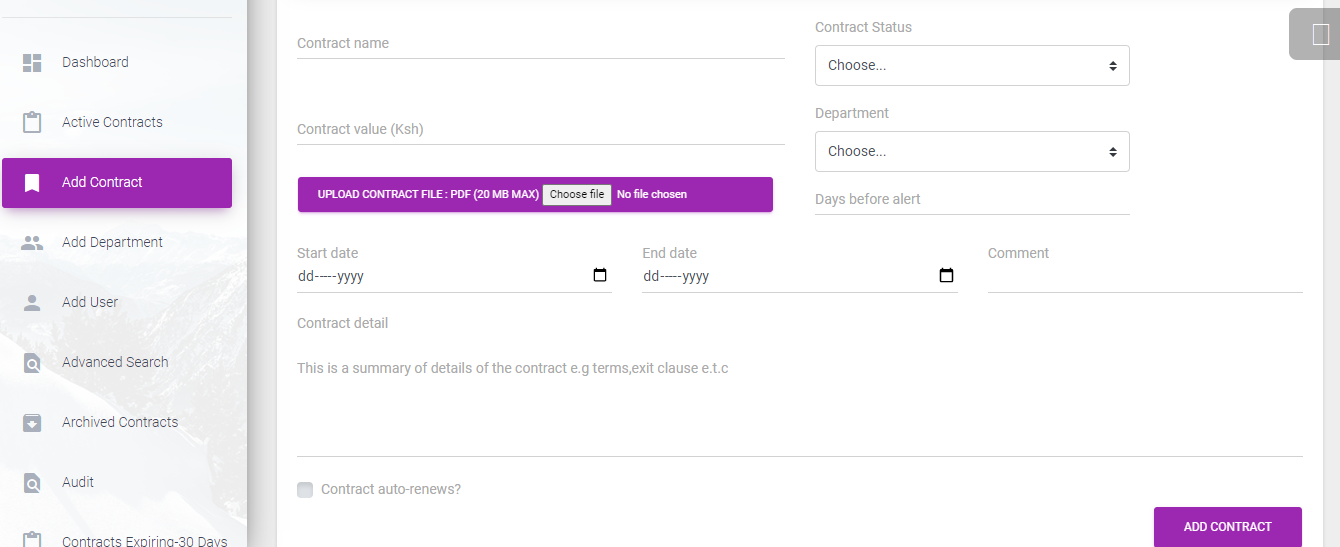 Dashboard
Active Contracts
Add Contract
Add Department
Add User
Advanced Search
Archived Contracts
Audit
Contracts Expiring-30 Days
Contract name
Contract Status
Choose...
Contract value (Ksh)
Department
Choose...
UPLOAD CONTRACT FILE : PDF (20 MB MAX) Choose file No file chosen
Days before alert
Start date
dd-----yyyy
End date
dd-----yyyy
Comment
Contract detail
This is a summary of details of the contract e.g terms,exit clause e.t.c
Contract auto-renews?
ADD CONTRACT